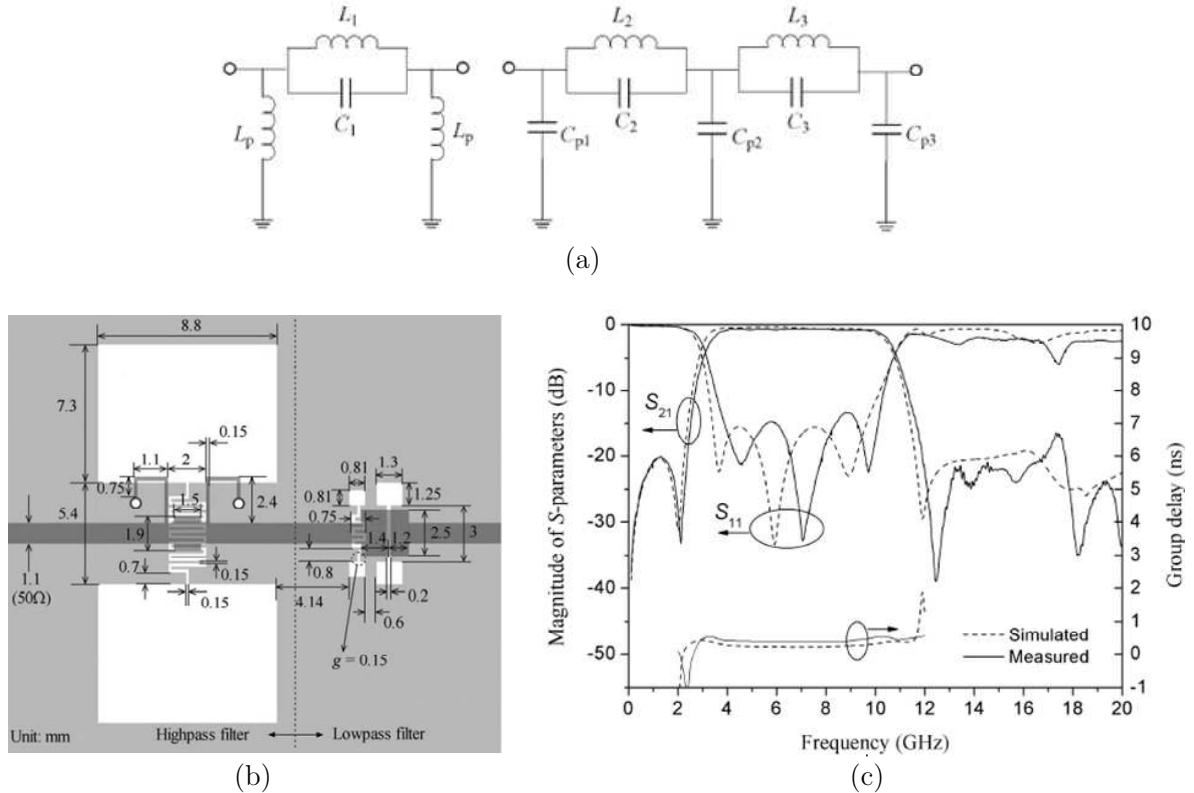 L1
C1
Lp
Lp
L2
L3
C2
C3
Cp1
Cp2
Cp3
(a)
8.8
7.3
0.15
1.1
2
0.75
1.5
2.4
5.4
1.9
0.7
0.15
0.15
1.1
(50Ω)
4.14
0.81
1.3
0.81
1.25
0.75
1.4
1.2
2.5
3
0.8
0.2
0.6
g = 0.15
Unit: mm
Highpass filter
Lowpass filter
(b)
Magnitude of S-parameters (dB)
0
-10
-20
-30
-40
-50
S21
S11
Simulated
Measured
10
9
8
7
6
5
4
3
2
1
0
-1
Group delay (ns)
0 2 4 6 8 10 12 14 16 18 20
Frequency (GHz)
(c)